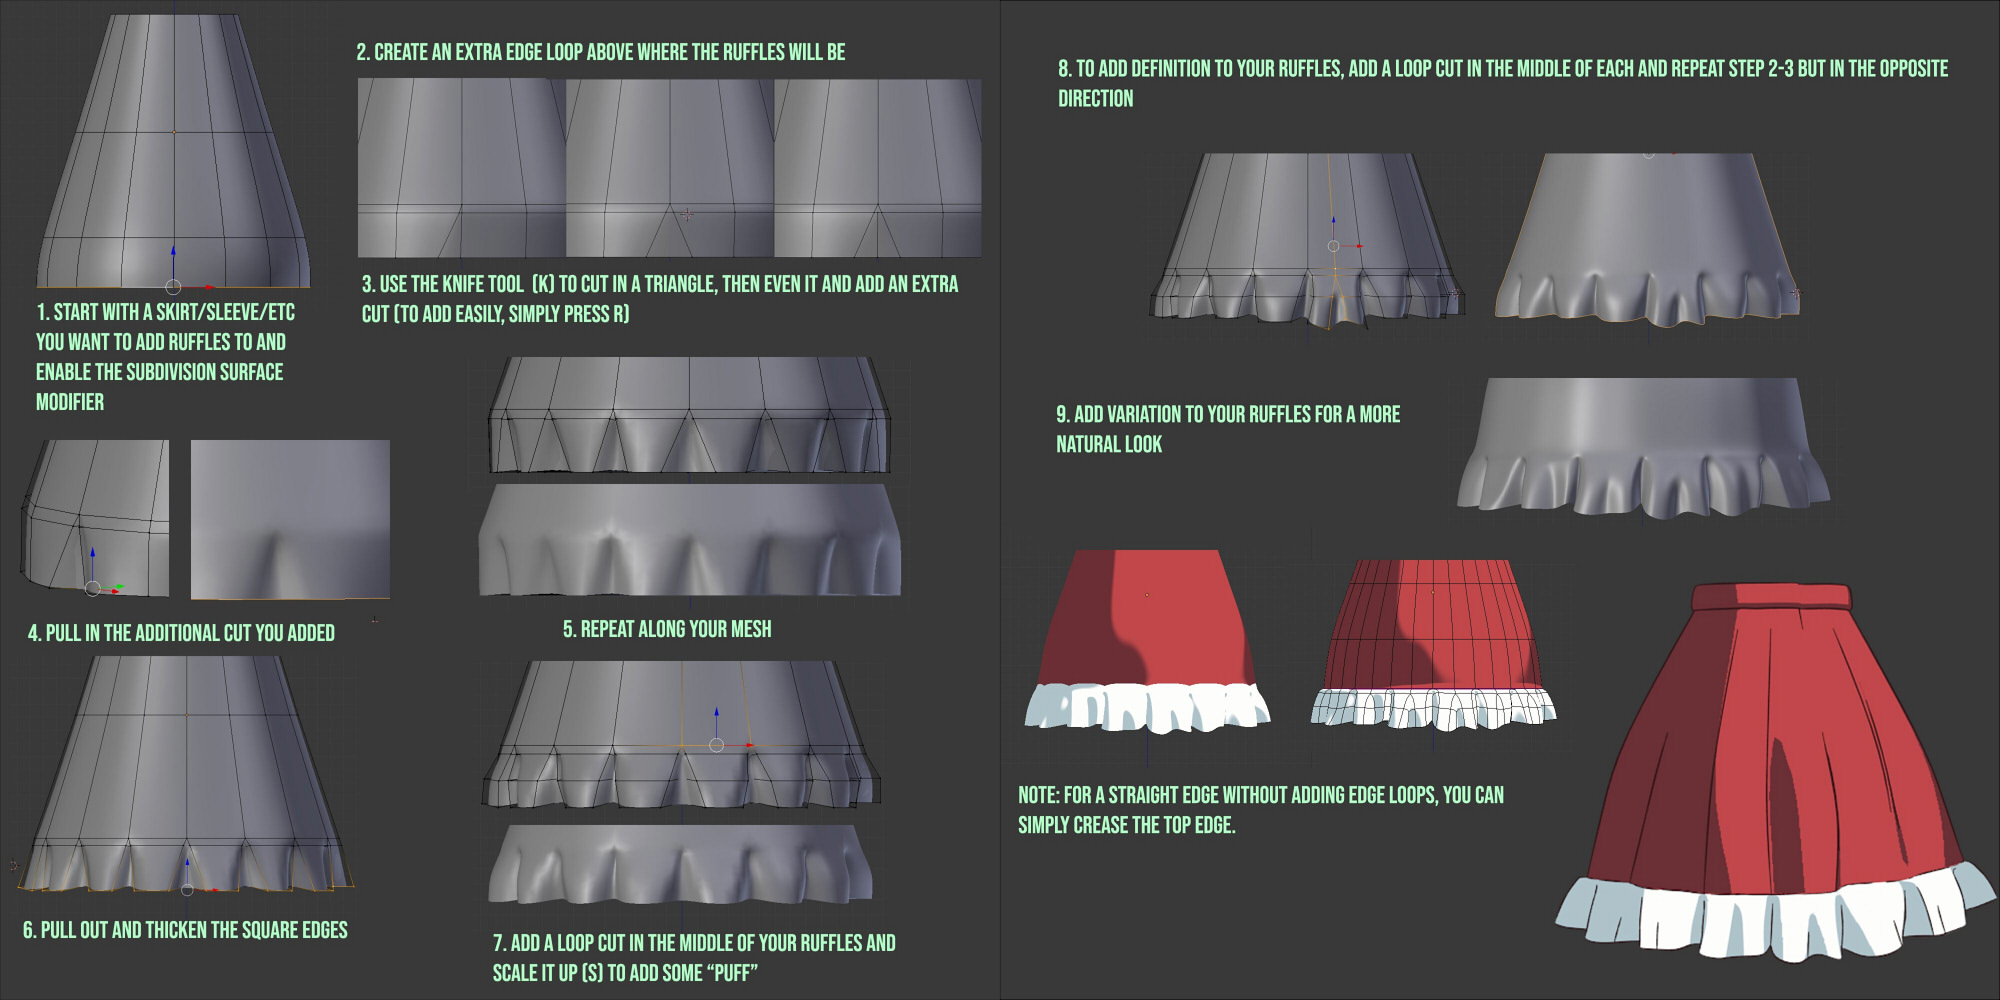 1. START WITH A SKIRT/SLEEVE/ETC
YOU WANT TO ADD RUFFLES TO AND
ENABLE THE SUBDIVISION SURFACE
MODIFIER
2. CREATE AN EXTRA EDGE LOOP ABOVE WHERE THE RUFFLES WILL BE
3. USE THE KNIFE TOOL (K) TO CUT IN A TRIANGLE, THEN EVEN IT AND ADD AN EXTRA
CUT (TO ADD EASILY, SIMPLY PRESS R)
4. PULL IN THE ADDITIONAL CUT YOU ADDED
5. REPEAT ALONG YOUR MESH
6. PULL OUT AND THICKEN THE SQUARE EDGES
7. ADD A LOOP CUT IN THE MIDDLE OF YOUR RUFFLES AND
SCALE IT UP (S) TO ADD SOME “PUFF”
8. TO ADD DEFINITION TO YOUR RUFFLES, ADD A LOOP CUT IN THE MIDDLE OF EACH AND REPEAT STEP 2-3 BUT IN THE OPPOSITE
DIRECTION
9. ADD VARIATION TO YOUR RUFFLES FOR A MORE
NATURAL LOOK
NOTE: FOR A STRAIGHT EDGE WITHOUT ADDING EDGE LOOPS, YOU CAN
SIMPLY CREASE THE TOP EDGE.